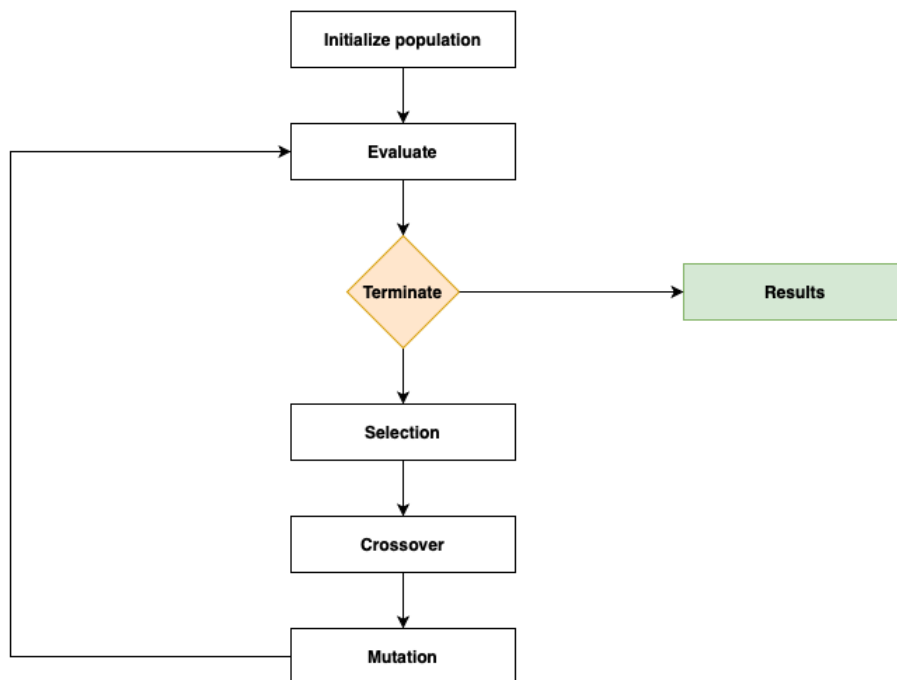 Initialize population
Evaluate
Terminate
Results
Selection
Crossover
Mutation